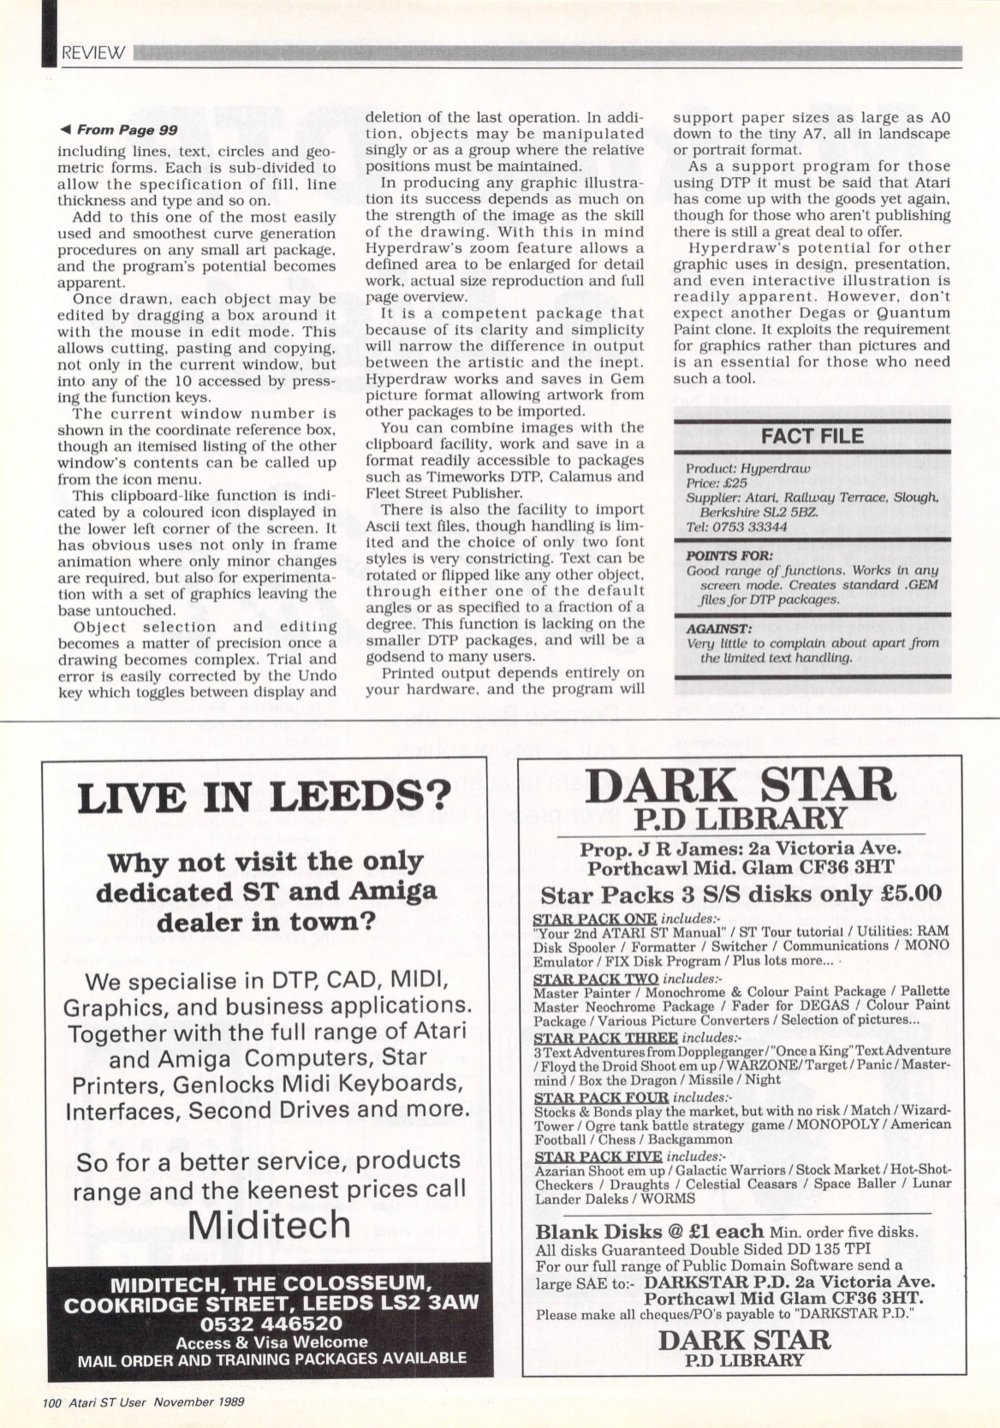 REVIEW
◄ From Page 99
including lines, text, circles and geo-
metric forms. Each is sub-divided to
allow the specification of fill, line
thickness and type and so on.
Add to this one of the most easily
used and smoothest curve generation
procedures on any small art package,
and the program's potential becomes
apparent.
Once drawn, each object may be
edited by dragging a box around it
with the mouse in edit mode. This
allows cutting, pasting and copying,
not only in the current window, but
into any of the 10 accessed by press-
ing the function keys.
The current window number is
shown in the coordinate reference box,
though an itemised listing of the other
window's contents can be called up
from the icon menu.
This clipboard-like function is indi-
cated by a coloured icon displayed in
the lower left corner of the screen. It
has obvious uses not only in frame
animation where only minor changes
are required, but also for experimenta-
tion with a set of graphics leaving the
base untouched.
Object selection and editing
becomes a matter of precision once a
drawing becomes complex. Trial and
error is easily corrected by the Undo
key which toggles between display and
deletion of the last operation. In addi-
tion, objects may be manipulated
singly or as a group where the relative
positions must be maintained.
In producing any graphic illustra-
tion its success depends as much on
the strength of the image as the skill
of the drawing. With this in mind
Hyperdraw's zoom feature allows a
defined area to be enlarged for detail
work, actual size reproduction and full
page overview.
It is a competent package that
because of its clarity and simplicity
will narrow the difference in output
between the artistic and the inept.
Hyperdraw works and saves in Gem
picture format allowing artwork from
other packages to be imported.
You can combine images with the
clipboard facility, work and save in a
format readily accessible to packages
such as Timeworks DTP, Calamus and
Fleet Street Publisher.
There is also the facility to import
Ascii text files, though handling is lim-
ited and the choice of only two font
styles is very constricting. Text can be
rotated or flipped like any other object,
through either one of the default
angles or as specified to a fraction of a
degree. This function is lacking on the
smaller DTP packages, and will be a
godsend to many users.
Printed output depends entirely on
your hardware, and the program will
support paper sizes as large as A0
down to the tiny A7, all in landscape
or portrait format.
As a support program for those
using DTP it must be said that Atari
has come up with the goods yet again,
though for those who aren't publishing
there is still a great deal to offer.
Hyperdraw's potential for other
graphic uses in design, presentation,
and even interactive illustration is
readily apparent. However, don't
expect another Degas or Quantum
Paint clone. It exploits the requirement
for graphics rather than pictures and
is an essential for those who need
such a tool.
FACT FILE
Product: Hyperdraw
Price: £25
Supplier: Atari, Railway Terrace, Slough,
Berkshire SL2 5BZ.
Tel: 0753 33344
POINTS FOR:
Good range of functions. Works in any
screen mode. Creates standard .GEM
files for DTP packages.
AGAINST:
Very little to complain about apart from
the limited text handling.
LIVE IN LEEDS?
Why not visit the only
dedicated ST and Amiga
dealer in town?
We specialise in DTP, CAD, MIDI,
Graphics, and business applications.
Together with the full range of Atari
and Amiga Computers, Star
Printers, Genlocks Midi Keyboards,
Interfaces, Second Drives and more.
So for a better service, products
range and the keenest prices call
Miditech
MIDITECH, THE COLOSSEUM,
COOKRIDGE STREET, LEEDS LS2 3AW
0532 446520
Access & Visa Welcome
MAIL ORDER AND TRAINING PACKAGES AVAILABLE
DARK STAR
P.D LIBRARY
Prop. J R James: 2a Victoria Ave.
Porthcawl Mid. Glam CF36 3HT
Star Packs 3 S/S disks only £5.00
STAR PACK ONE includes:-
"Your 2nd ATARI ST Manual" / ST Tour tutorial / Utilities: RAM
Disk Spooler / Formatter / Switcher / Communications / MONO
Emulator / FIX Disk Program / Plus lots more...
STAR PACK TWO includes:-
Master Painter / Monochrome & Colour Paint Package / Pallette
Master Neochrome Package / Fader for DEGAS / Colour Paint
Package / Various Picture Converters / Selection of pictures...
STAR PACK THREE includes:-
3 Text Adventures from Doppleganger/"Once a King" Text Adventure
/ Floyd the Droid Shoot em up / WARZONE/ Target / Panic / Master-
mind / Box the Dragon / Missile / Night
STAR PACK FOUR includes:-
Stocks & Bonds play the market, but with no risk / Match / Wizard-
Tower / Ogre tank battle strategy game / MONOPOLY / American
Football / Chess / Backgammon
STAR PACK FIVE includes:-
Azarian Shoot em up / Galactic Warriors / Stock Market / Hot-Shot-
Checkers / Draughts / Celestial Ceasars / Space Baller / Lunar
Lander Daleks / WORMS
Blank Disks @ £1 each Min. order five disks.
All disks Guaranteed Double Sided DD 135 TPI
For our full range of Public Domain Software send a
large SAE to:- DARKSTAR P.D. 2a Victoria Ave.
Porthcawl Mid Glam CF36 3HT.
Please make all cheques/PO's payable to "DARKSTAR P.D."
DARK STAR
P.D LIBRARY
100 Atari ST User November 1989